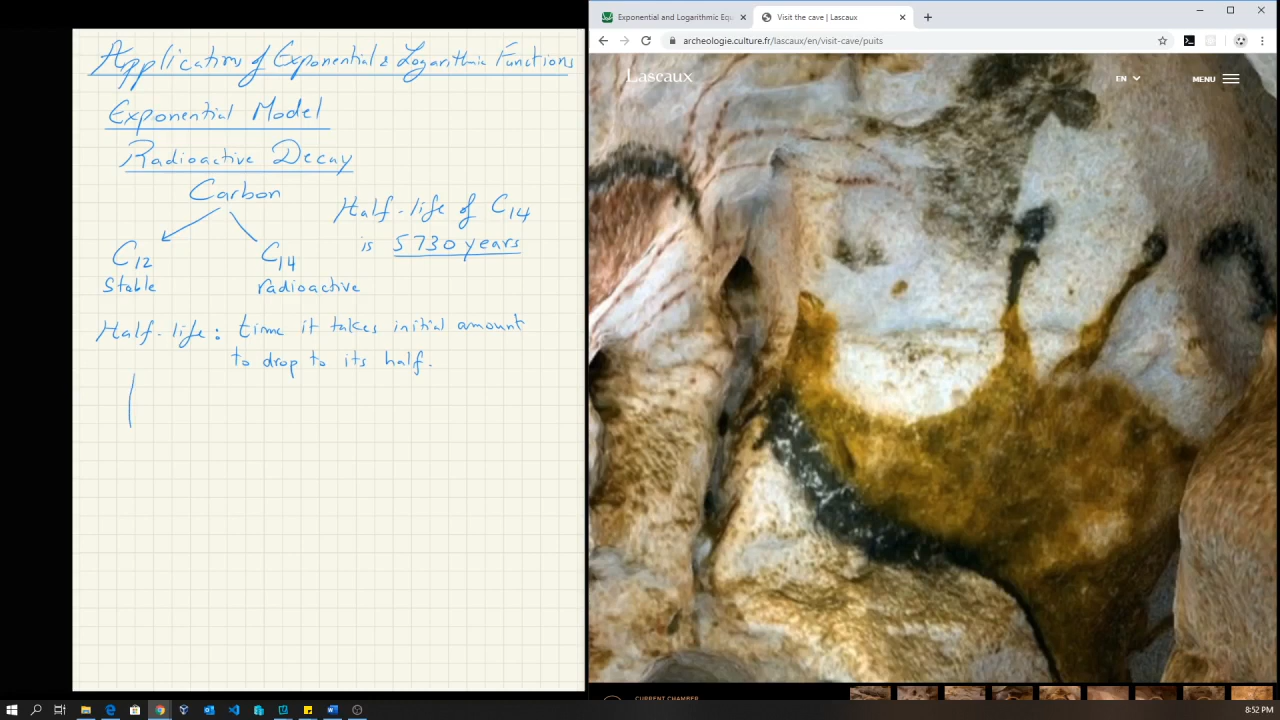 Application of Exponential & Logarithmic Functions
Exponential Model
Radioactive Decay
Carbon
Half-life of C14
is 5730 years
C12
C14
Stable
radioactive
Half-life: time it takes initial amount
to drop to its half.
Exponential and Logarithmic Equ
Visit the cave | Lascaux
archeologie.culture.fr/lascaux/en/visit-cave/puits
Lascaux
EN
MENU
CURRENT CHAMBER
8:52 PM